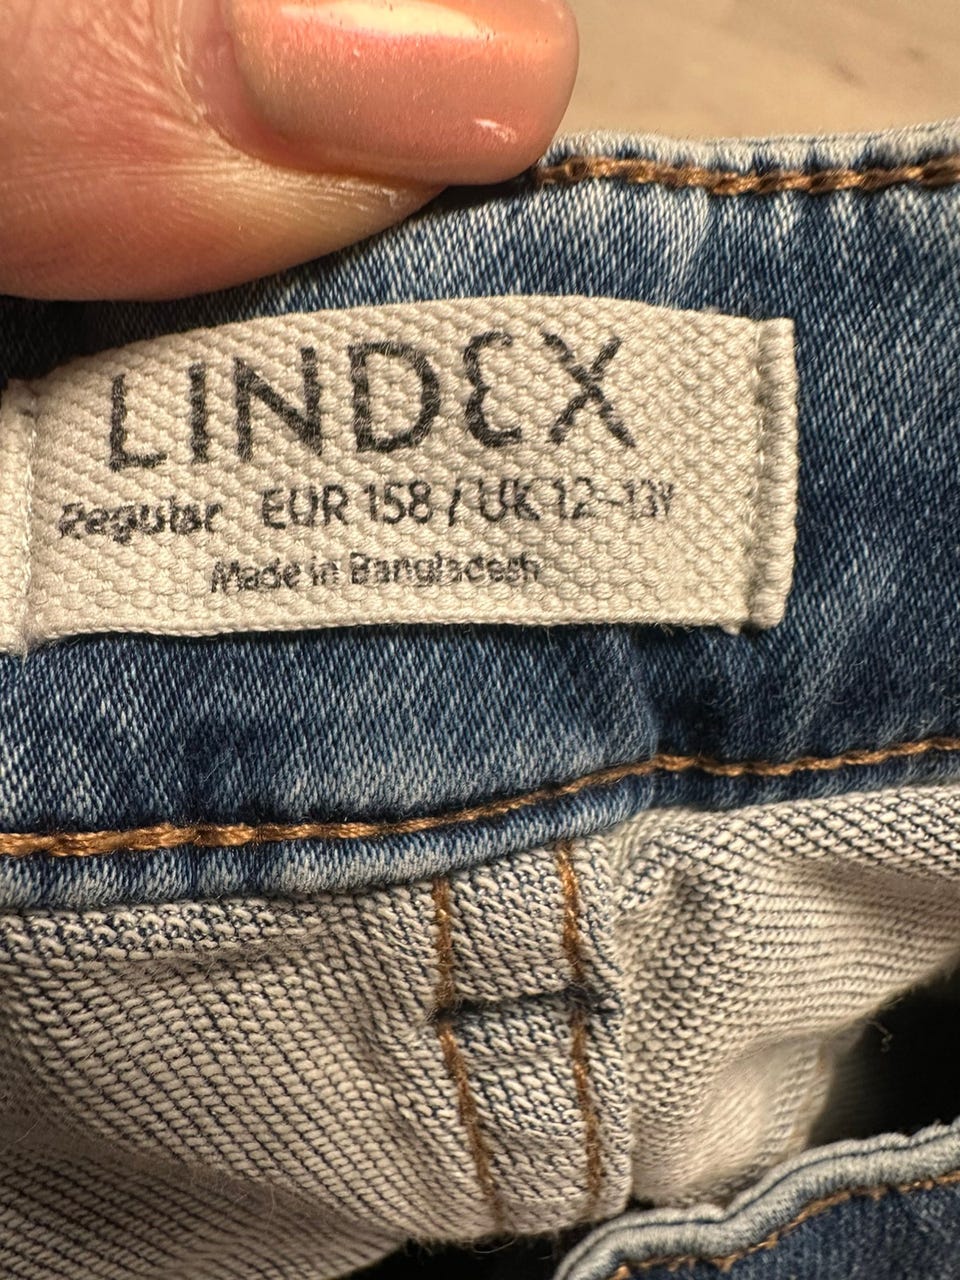 LINDEX
Regular EUR 158 / UK 12-13Y
Made in Bangladesh